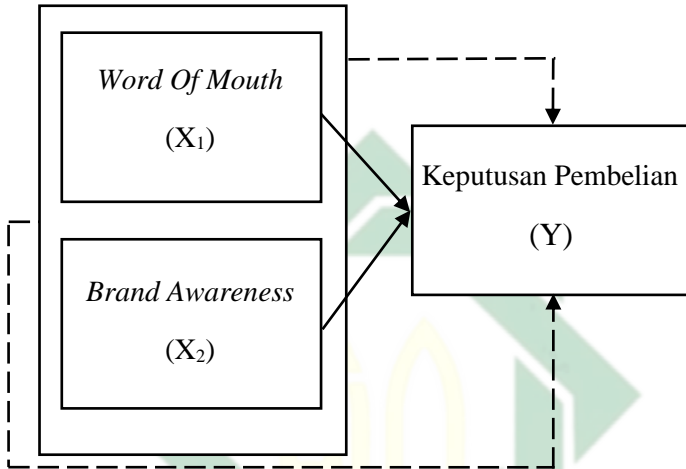 Word Of Mouth
(X₁)
Keputusan Pembelian
(Y)
Brand Awareness
(X₂)